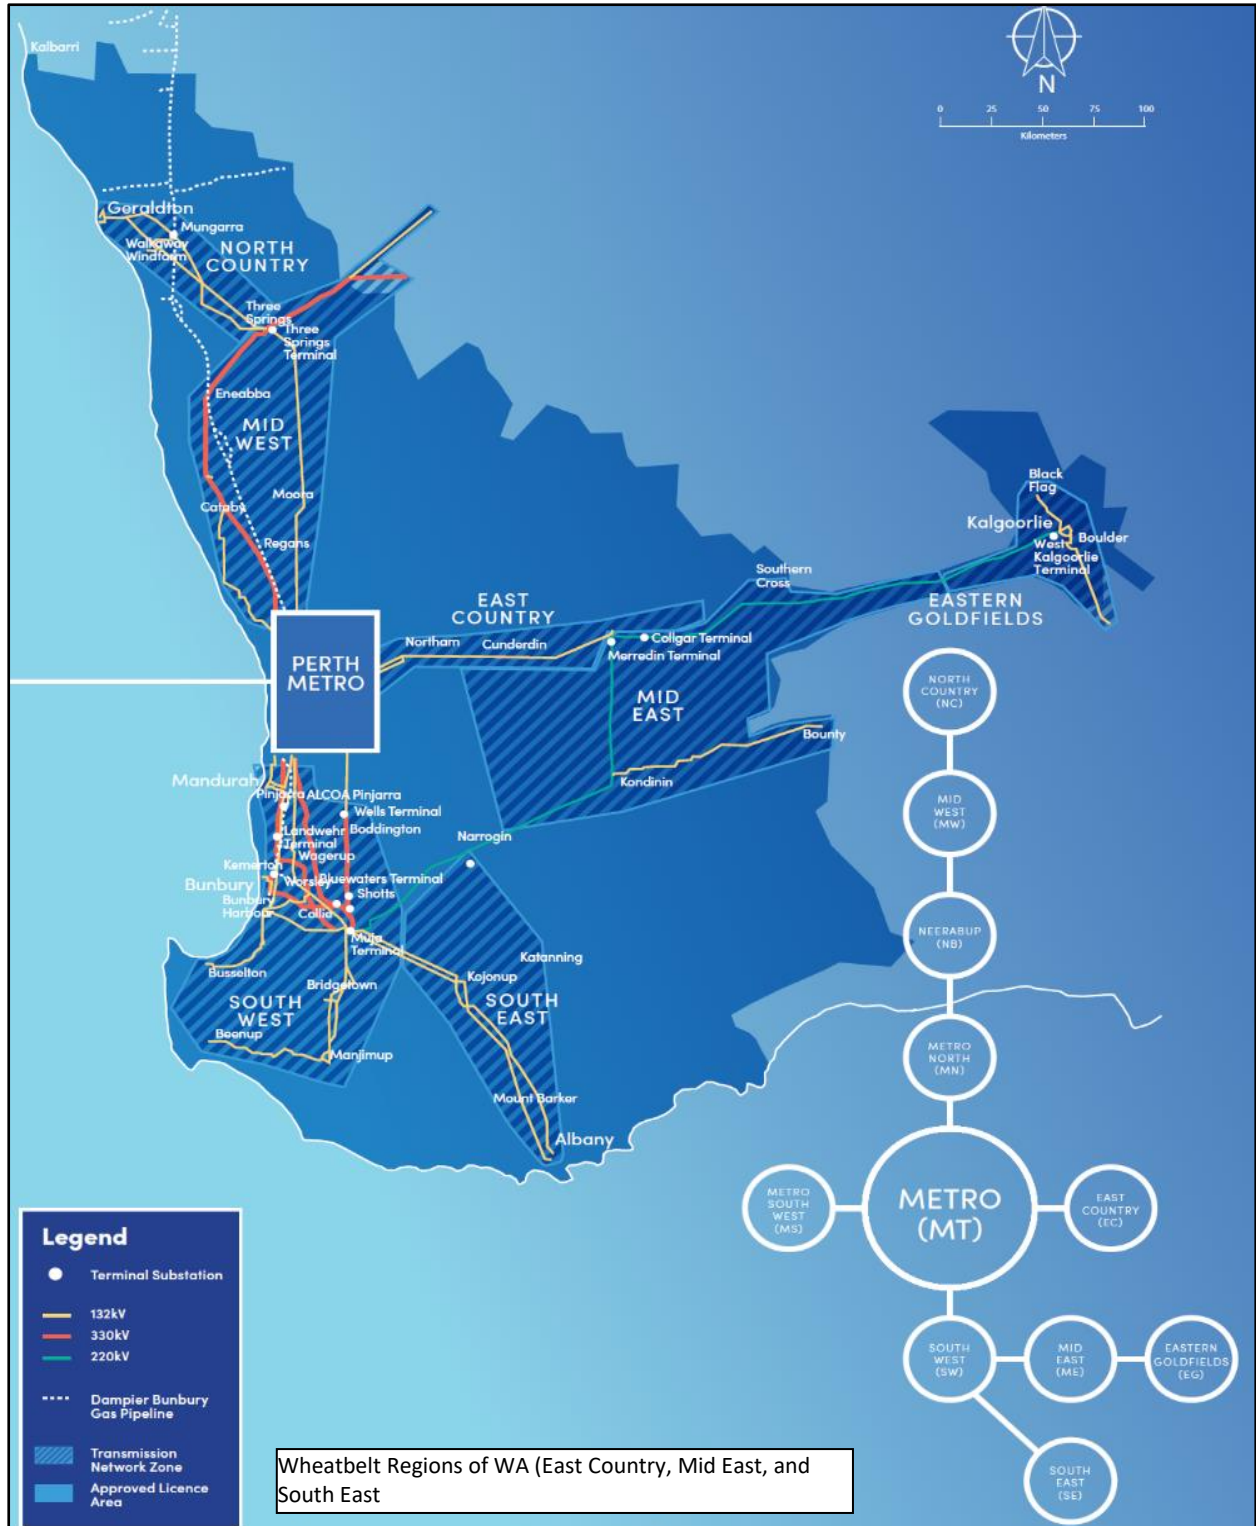 Kalbarri
N
0 25 50 75 100
Kilometers
Geraldton
Mungarra
Walkaway
Windfarm
NORTH
COUNTRY
Three
Springs
Three
Springs
Terminal
Eneabba
MID
WEST
Moora
Cataby
Regans
Black
Flag
Kalgoorlie
Boulder
West
Kalgoorlie
Terminal
Southern
Cross
EASTERN
GOLDFIELDS
EAST
COUNTRY
Northam
Cunderdin
Collgar Terminal
Merredin Terminal
PERTH
METRO
MID
EAST
Bounty
Kondinin
Mandurah
Pinjarra
ALCOA Pinjarra
Wells Terminal
Landwehr
Terminal
Boddington
Wagerup
Narrogin
Kemerton
Bluewaters Terminal
Bunbury
Worsley
Shotts
Bunbury
Harbour
Collie
Muja
Terminal
Busselton
Bridgetown
Katanning
Kojonup
SOUTH
WEST
SOUTH
EAST
Beenup
Manjimup
Mount Barker
Albany
NORTH
COUNTRY
(NC)
MID
WEST
(MW)
NEERABUP
(NB)
METRO
NORTH
(MN)
METRO
SOUTH
WEST
(MS)
METRO
(MT)
EAST
COUNTRY
(EC)
SOUTH
WEST
(SW)
MID
EAST
(ME)
EASTERN
GOLDFIELDS
(EG)
SOUTH
EAST
(SE)
Legend
Terminal Substation
132kV
330kV
220kV
Dampier Bunbury
Gas Pipeline
Transmission
Network Zone
Approved Licence
Area
Wheatbelt Regions of WA (East Country, Mid East, and
South East